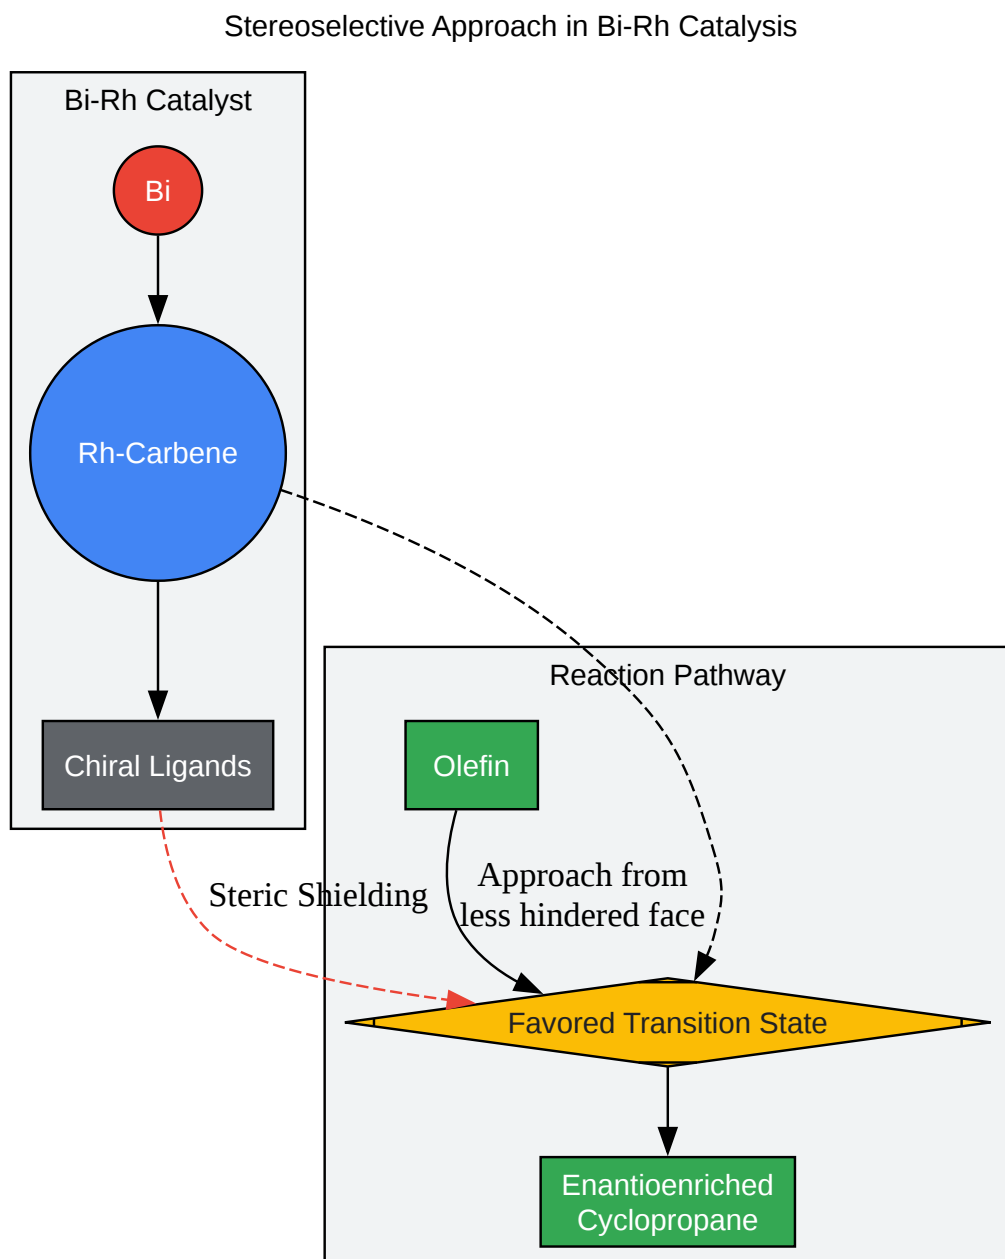 Stereoselective Approach in Bi-Rh Catalysis
Bi-Rh Catalyst
Bi
Rh-Carbene
Chiral Ligands
Steric Shielding
Reaction Pathway
Olefin
Approach from
less hindered face
Favored Transition State
Enantioenriched
Cyclopropane